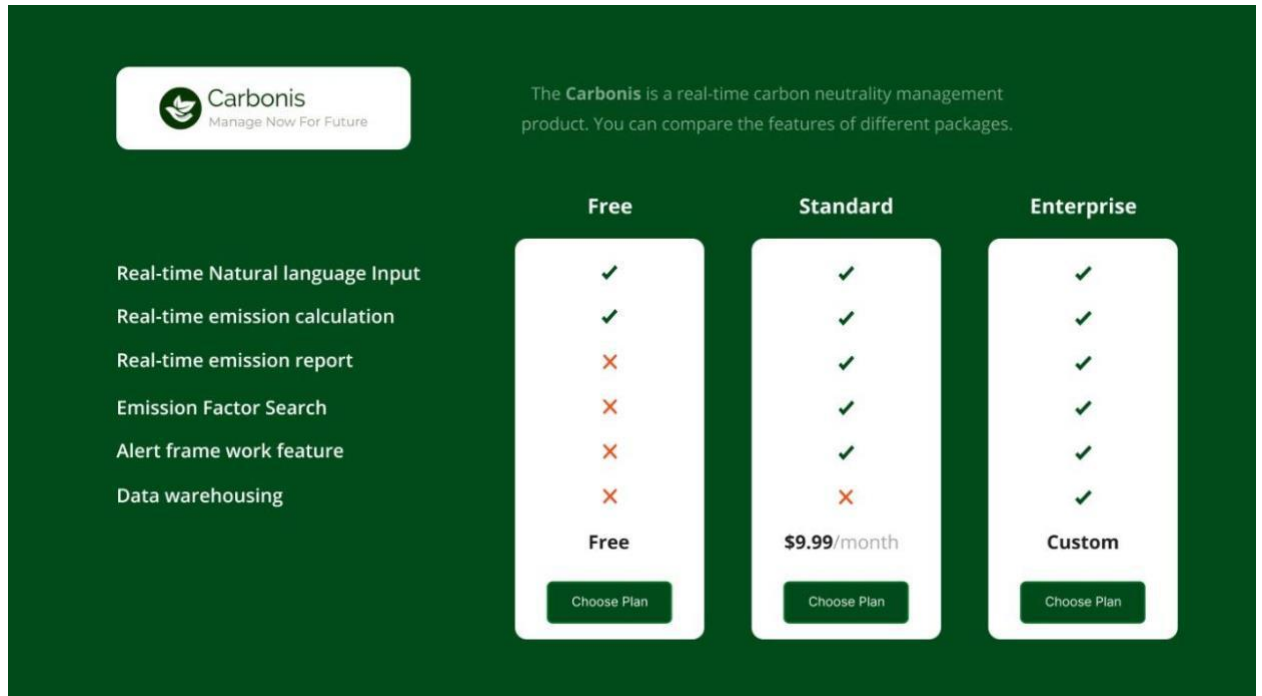 Carbonis
Manage Now For Future
The Carbonis is a real-time carbon neutrality management
product. You can compare the features of different packages.
Free Standard Enterprise
Real-time Natural language Input
Real-time emission calculation
Real-time emission report
Emission Factor Search
Alert frame work feature
Data warehousing
Free $9.99/month Custom
Choose Plan Choose Plan Choose Plan